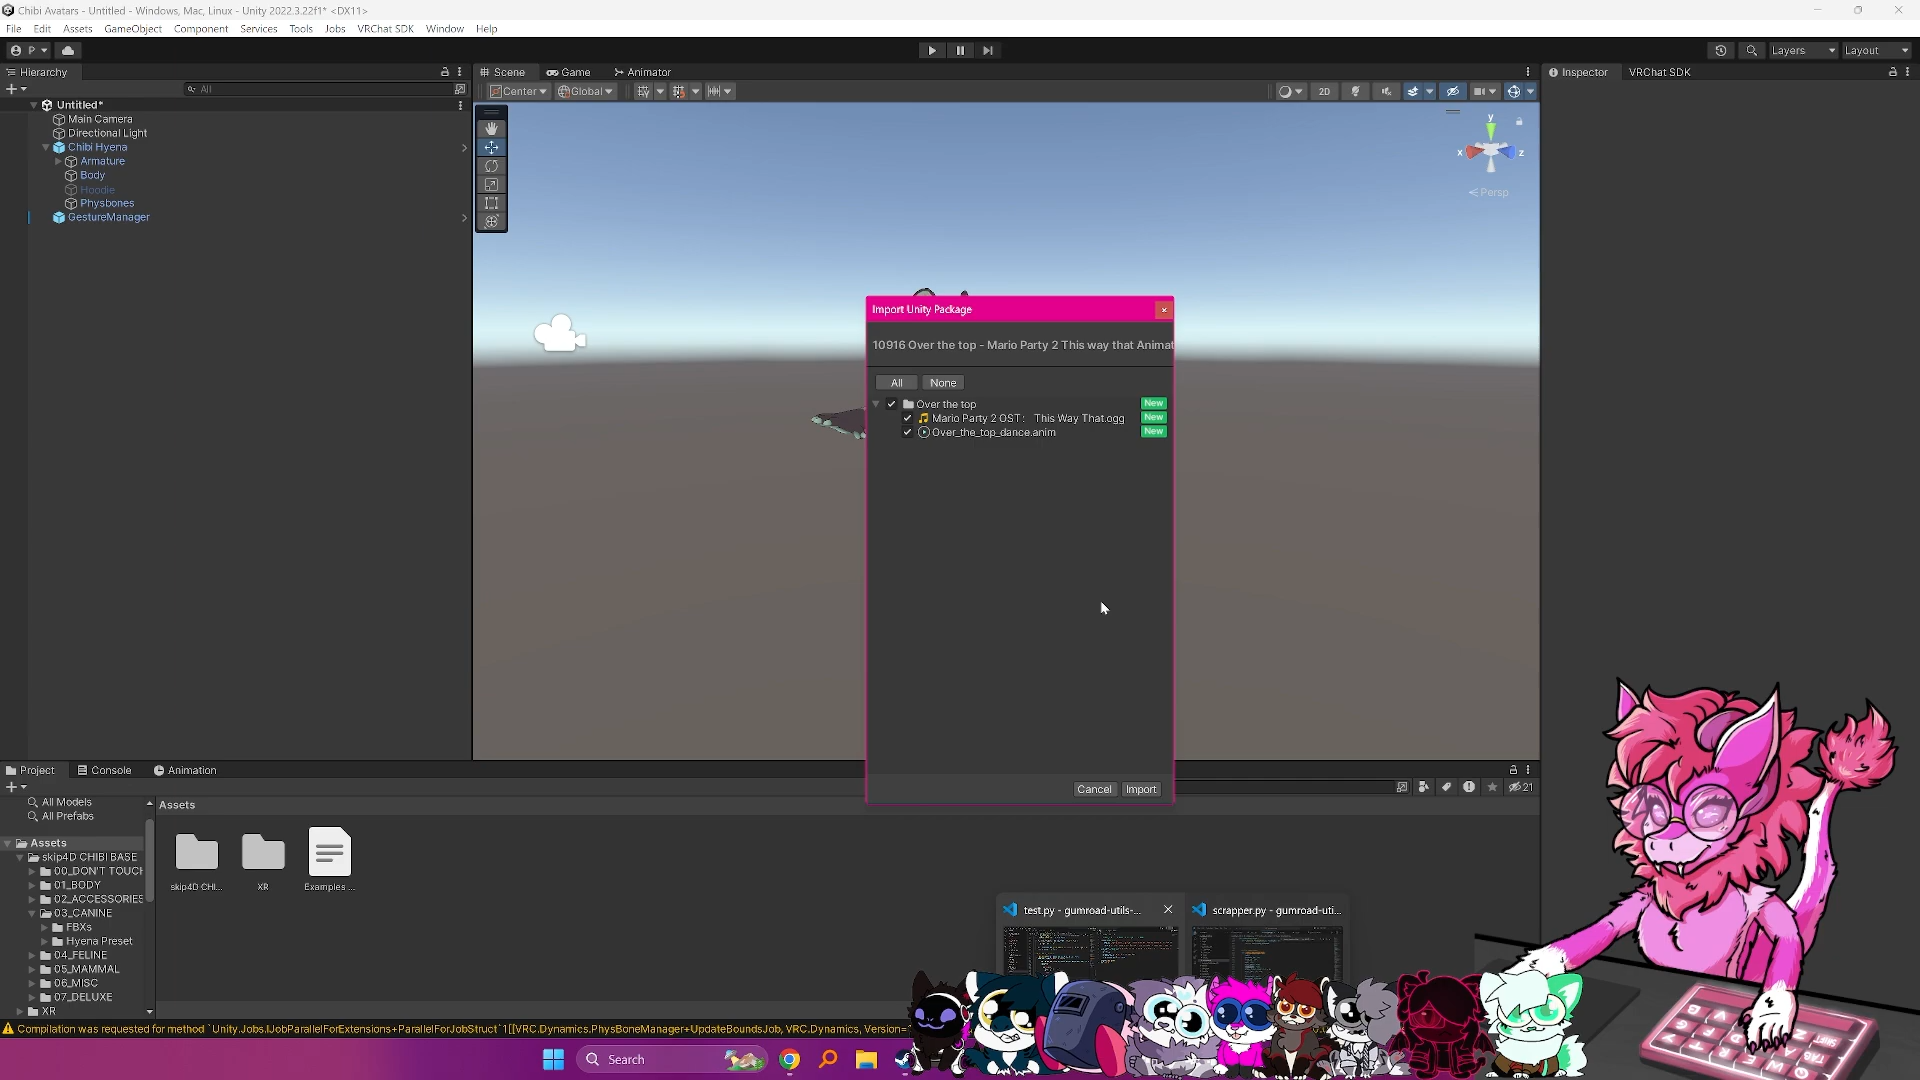 Chibi Avatars - Untitled - Windows, Mac, Linux - Unity 2022.3.22f1* <DX11>
File Edit Assets GameObject Component Services Tools Jobs VRChat SDK Window Help
P
Layers
Layout
Hierarchy
Scene
Game
Animator
Inspector
VRChat SDK
All
Center
Global
2D
Untitled*
Main Camera
Directional Light
Chibi Hyena
Armature
Body
Hoodie
Physbones
GestureManager
y
x
z
Persp
Import Unity Package
10916 Over the top - Mario Party 2 This way that Animat
All
None
Over the top
New
Mario Party 2 OST： This Way That.ogg
New
Over_the_top_dance.anim
New
Cancel
Import
Project
Console
Animation
21
All Models
All Prefabs
Assets
skip4D CHIBI BASE
00_DON'T TOUCH
01_BODY
02_ACCESSORIES
03_CANINE
FBXs
Hyena Preset
04_FELINE
05_MAMMAL
06_MISC
07_DELUXE
XR
Assets
skip4D CHI...
XR
Examples ...
test.py - gumroad-utils-...
scrapper.py - gumroad-uti...
Compilation was requested for method `Unity.Jobs.IJobParallelForExtensions+ParallelForJobStruct`1[[VRC.Dynamics.PhysBoneManager+UpdateBoundsJob, VRC.Dynamics, Version=
Search